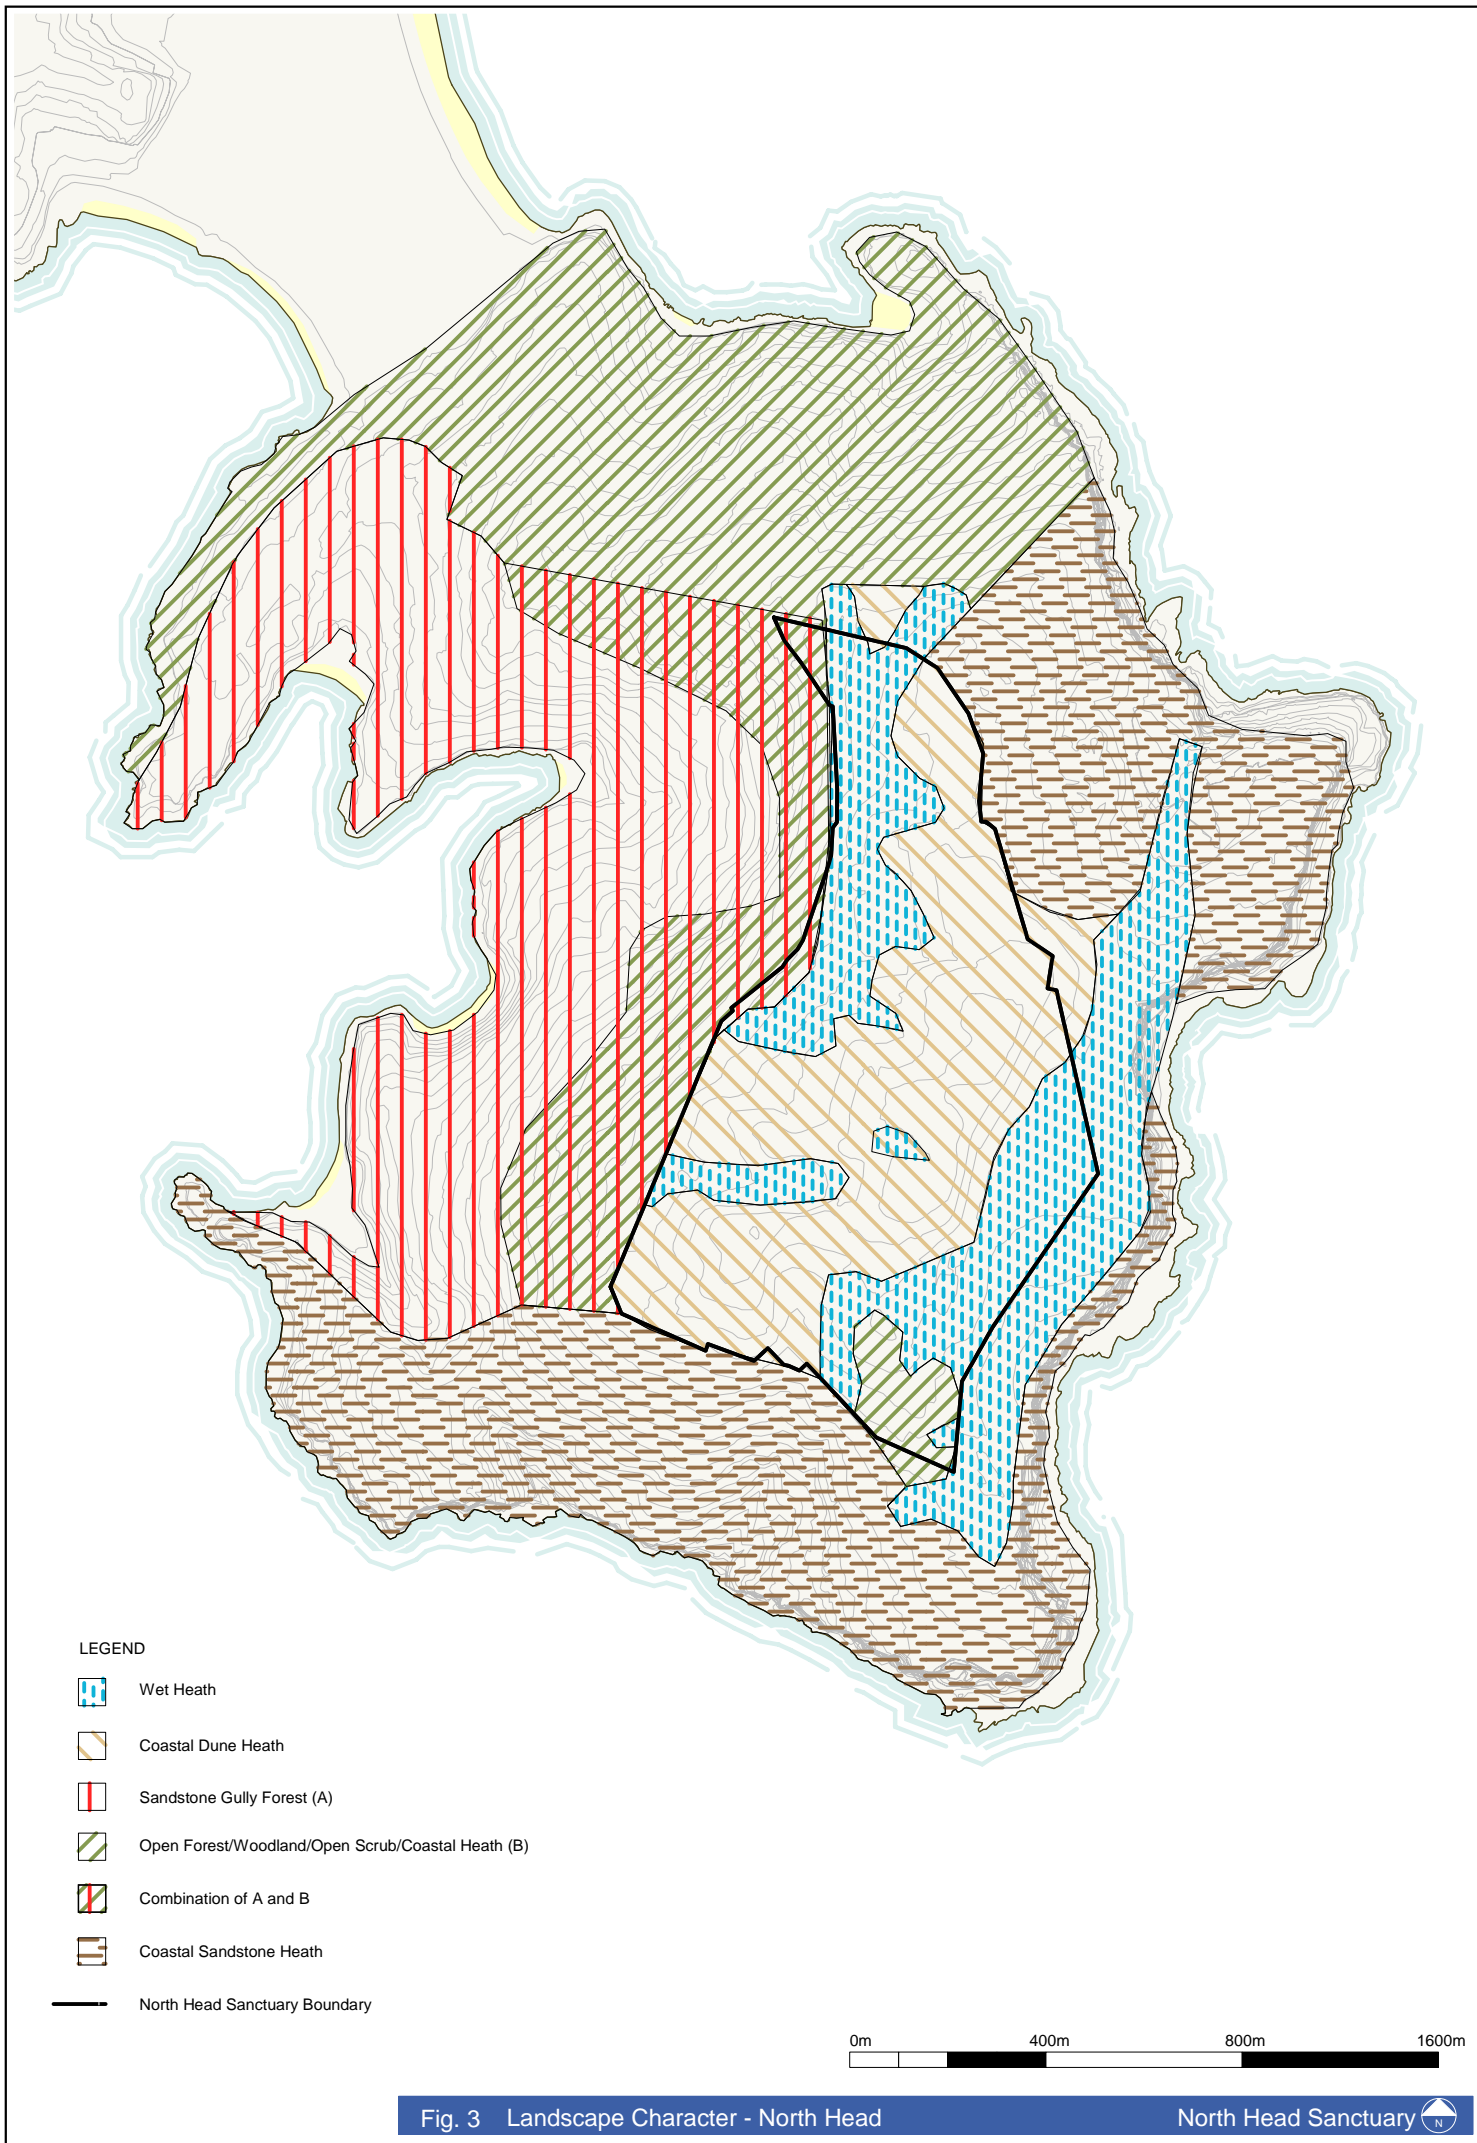 LEGEND
Wet Heath
Coastal Dune Heath
Sandstone Gully Forest (A)
Open Forest/Woodland/Open Scrub/Coastal Heath (B)
Combination of A and B
Coastal Sandstone Heath
North Head Sanctuary Boundary
0m 400m 800m 1600m
Fig. 3 Landscape Character - North Head North Head Sanctuary N